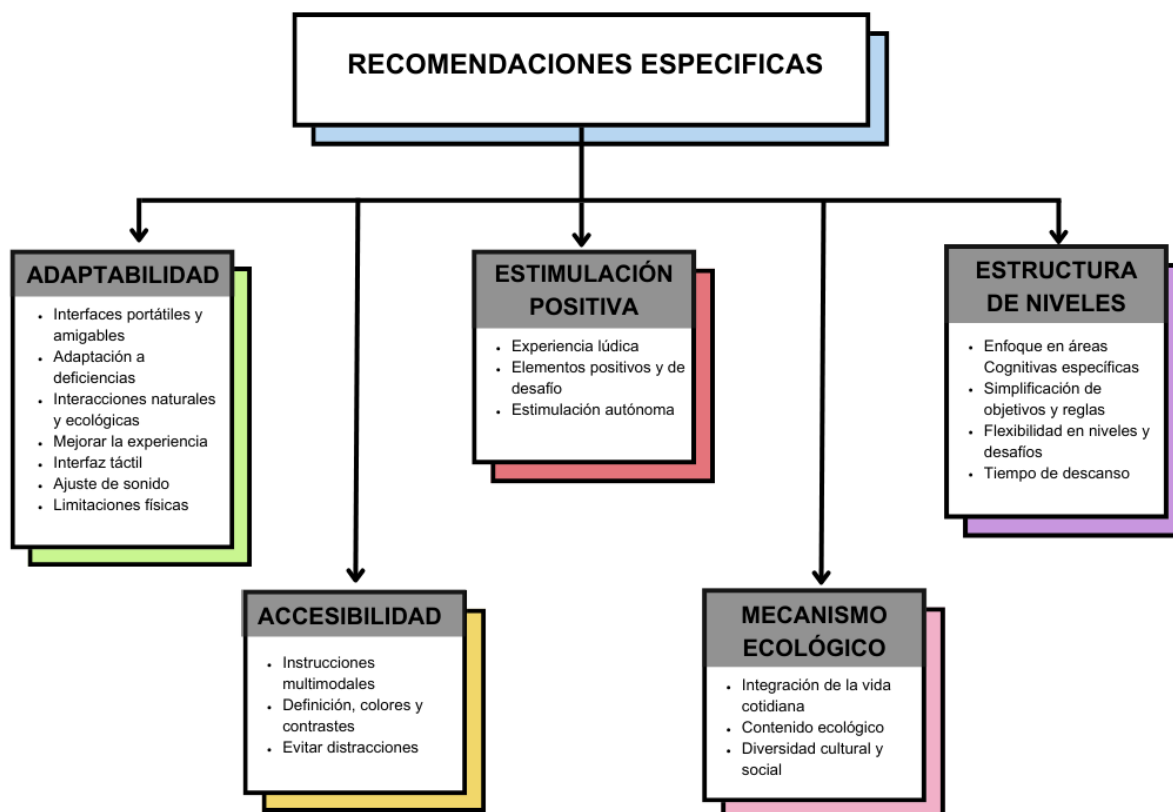 RECOMENDACIONES ESPECIFICAS
ADAPTABILIDAD
• Interfaces portátiles y
amigables
• Adaptación a
deficiencias
• Interacciones naturales
y ecológicas
• Mejorar la experiencia
• Interfaz táctil
• Ajuste de sonido
• Limitaciones físicas
ESTIMULACIÓN
POSITIVA
• Experiencia lúdica
• Elementos positivos y de
desafío
• Estimulación autónoma
ESTRUCTURA
DE NIVELES
• Enfoque en áreas
Cognitivas específicas
• Simplificación de
objetivos y reglas
• Flexibilidad en niveles y
desafíos
• Tiempo de descanso
ACCESIBILIDAD
• Instrucciones
multimodales
• Definición, colores y
contrastes
• Evitar distracciones
MECANISMO
ECOLÓGICO
• Integración de la vida
cotidiana
• Contenido ecológico
• Diversidad cultural y
social